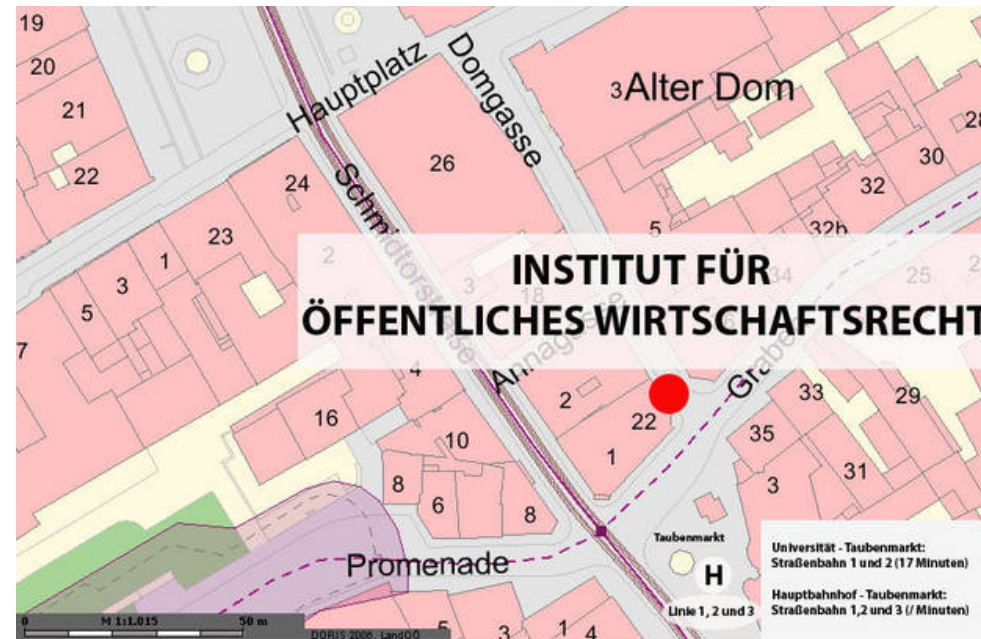 19
20
21
22
Hauptplatz
Domgasse
3
Alter Dom
28
30
32
32b
5
26
24
23
1
3
5
7
2
Schmidtorstraße
3
18
34
25
2
INSTITUT FÜR
ÖFFENTLICHES WIRTSCHAFTSRECHT
Annagasse
Graben
4
16
10
8
6
8
2
22
1
33
29
35
31
3
Promenade
Taubenmarkt
H
Linie 1, 2 und 3
Universität - Taubenmarkt:
Straßenbahn 1 und 2 (17 Minuten)
Hauptbahnhof - Taubenmarkt:
Straßenbahn 1,2 und 3 (/ Minuten)
0 M 1:1.015 50 m
DORIS 2008, LandOÖ
5
3
1
4